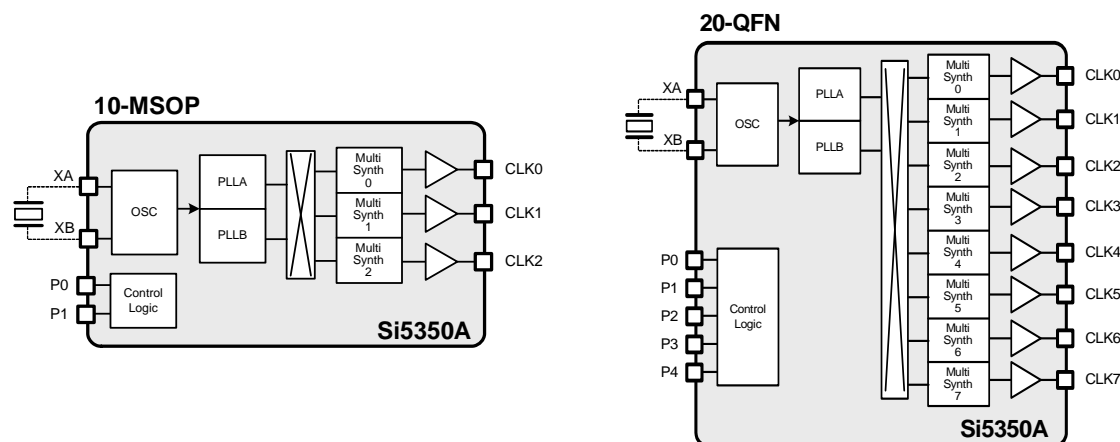 10-MSOP
XA
XB
OSC
PLLA
PLLB
Multi
Synth
0
Multi
Synth
1
Multi
Synth
2
CLK0
CLK1
CLK2
P0
P1
Control
Logic
Si5350A
20-QFN
XA
XB
OSC
PLLA
PLLB
Multi
Synth
0
Multi
Synth
1
Multi
Synth
2
Multi
Synth
3
Multi
Synth
4
Multi
Synth
5
Multi
Synth
6
Multi
Synth
7
CLK0
CLK1
CLK2
CLK3
CLK4
CLK5
CLK6
CLK7
P0
P1
P2
P3
P4
Control
Logic
Si5350A